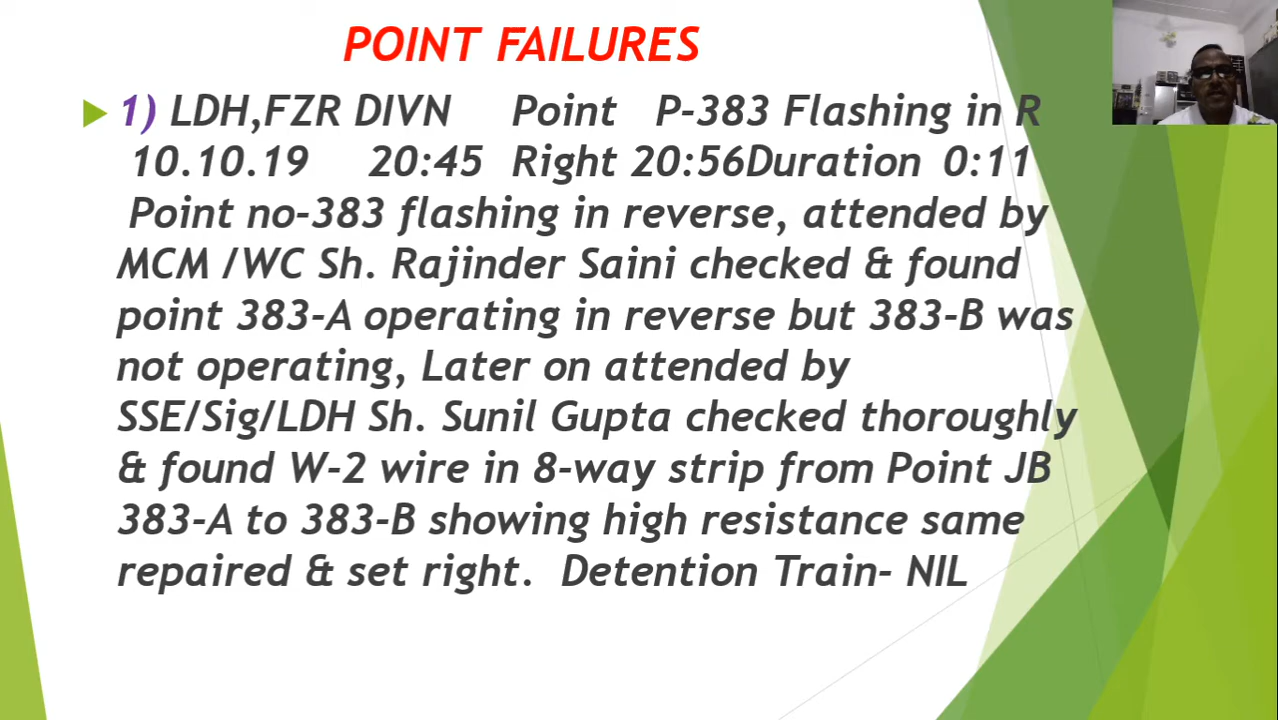 POINT FAILURES
1) LDH,FZR DIVN Point P-383 Flashing in R
10.10.19 20:45 Right 20:56Duration 0:11
Point no-383 flashing in reverse, attended by
MCM /WC Sh. Rajinder Saini checked & found
point 383-A operating in reverse but 383-B was
not operating, Later on attended by
SSE/Sig/LDH Sh. Sunil Gupta checked thoroughly
& found W-2 wire in 8-way strip from Point JB
383-A to 383-B showing high resistance same
repaired & set right. Detention Train- NIL